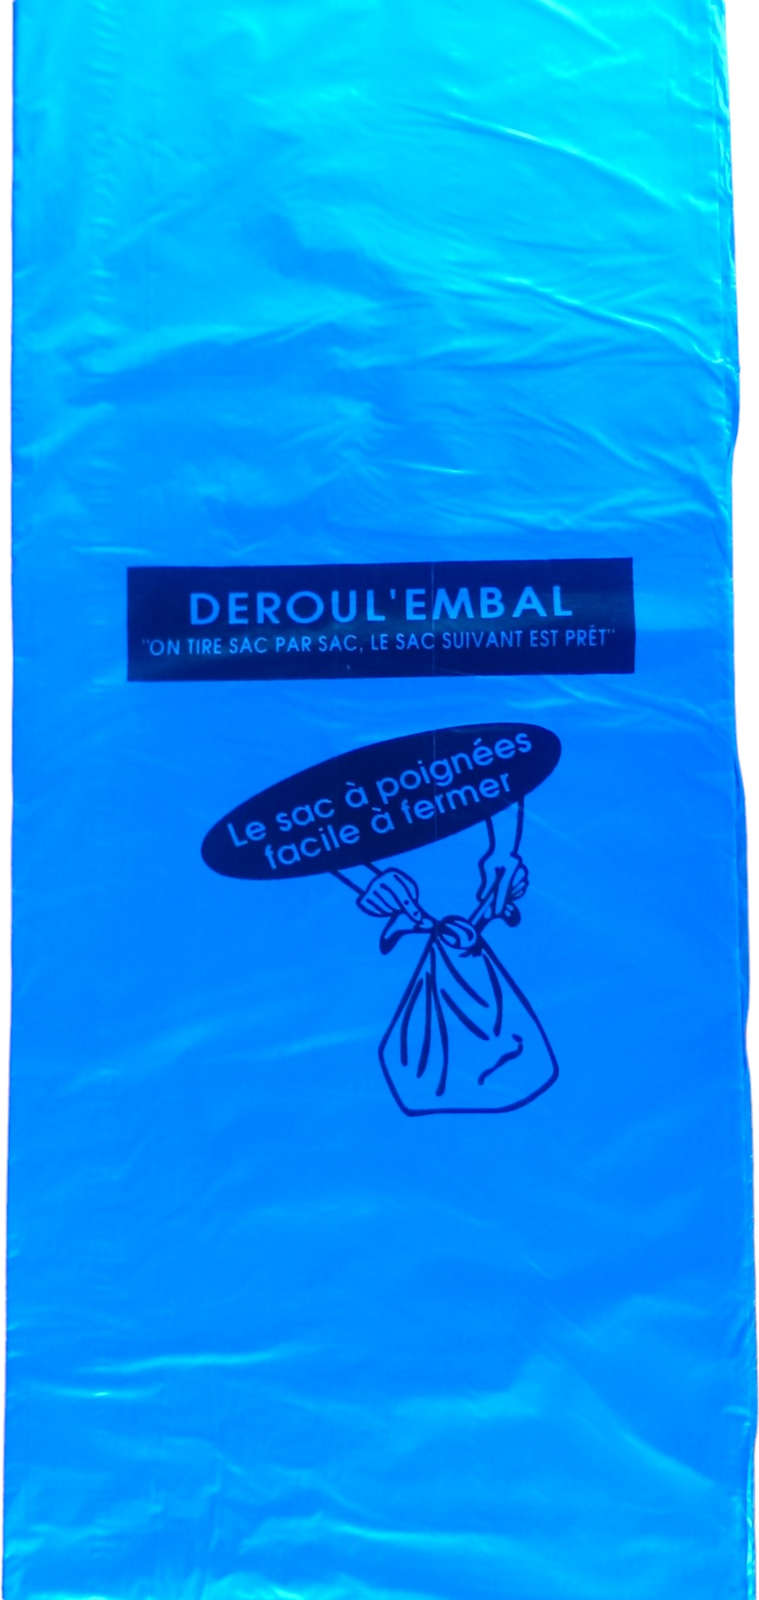 DEROUL'EMBAL
"ON TIRE SAC PAR SAC, LE SAC SUIVANT EST PRÊT"
Le sac à poignées
facile à fermer